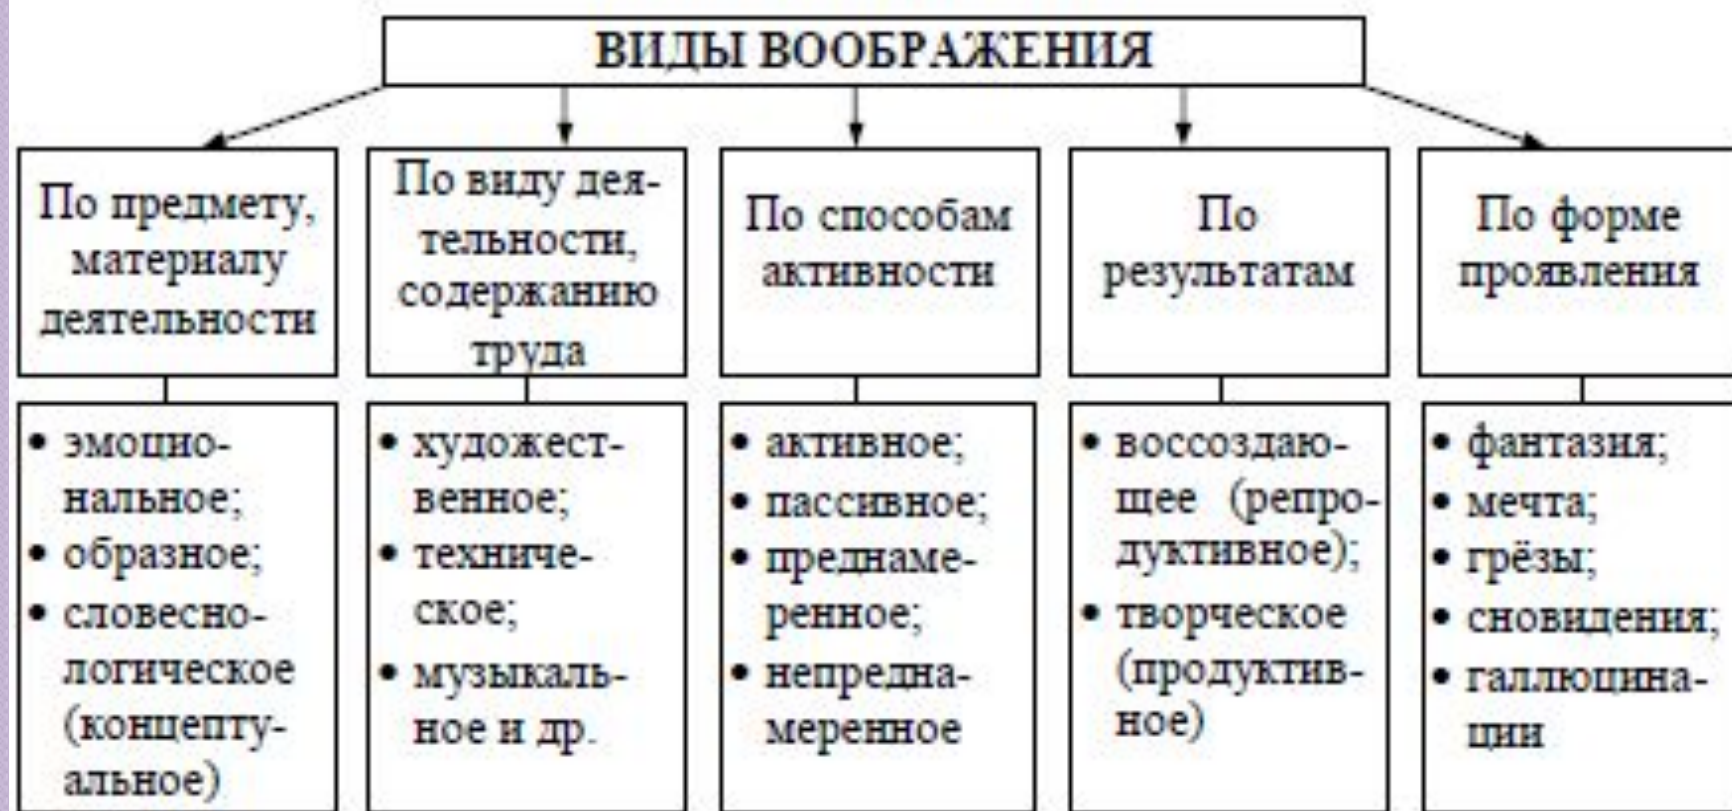 ВИДЫ ВООБРАЖЕНИЯ
По предмету,
материалу
деятельности
По виду дея-
тельности,
содержанию
труда
По способам
активности
По
результатам
По форме
проявления
• эмоцио-
нальное;
• образное;
• словесно-
логическое
(концепту-
альное)
• художест-
венное;
• техниче-
ское;
• музыкаль-
ное и др.
• активное;
• пассивное;
• преднаме-
ренное;
• непредна-
меренное
• воссоздаю-
щее (репро-
дуктивное);
• творческое
(продуктив-
ное)
• фантазия;
• мечта;
• грёзы;
• сновидения;
• галлюцина-
ции